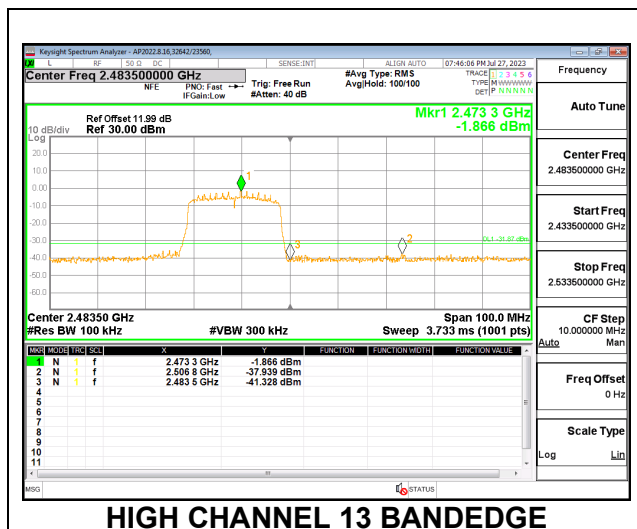 Keysight Spectrum Analyzer - AP2022.8.16,32642/23560,
L RF 50 Ω DC SENSE:INT ALIGN AUTO 07:46:06 PM Jul 27, 2023
Center Freq 2.483500000 GHz
NFE PNO: Fast Trig: Free Run #Avg Type: RMS TRACE 1 2 3 4 5 6
IFGain:Low #Atten: 40 dB Avg|Hold: 100/100 TYPE M WWWWW
DET P N N N N N
Frequency
Auto Tune
Center Freq
2.483500000 GHz
Start Freq
2.433500000 GHz
Stop Freq
2.533500000 GHz
CF Step
10.000000 MHz
Auto Man
Freq Offset
0 Hz
Scale Type
Log Lin
Ref Offset 11.99 dB
10 dB/div Ref 30.00 dBm
Log
Mkr1 2.473 3 GHz
-1.866 dBm
20.0
10.0
0.00
-10.0
-20.0
-30.0
-40.0
-50.0
-60.0
1
2
3
DL1 -31.87 dBm
Center 2.48350 GHz Span 100.0 MHz
#Res BW 100 kHz #VBW 300 kHz Sweep 3.733 ms (1001 pts)
MKR MODE TRC SCL X Y FUNCTION FUNCTION WIDTH FUNCTION VALUE
1 N 1 f 2.473 3 GHz -1.866 dBm
2 N 1 f 2.506 8 GHz -37.939 dBm
3 N 1 f 2.483 5 GHz -41.328 dBm
4
5
6
7
8
9
10
11
MSG STATUS
HIGH CHANNEL 13 BANDEDGE